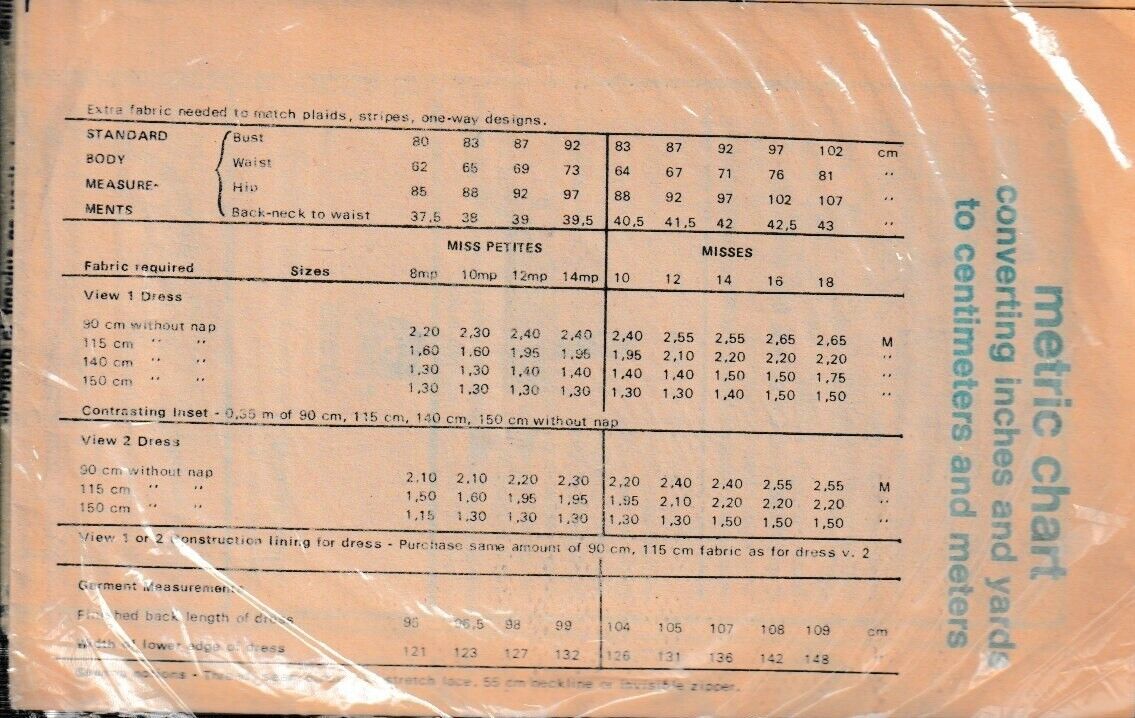 Extra fabric needed to match plaids, stripes, one-way designs.
STANDARD BODY MEASURE- MENTS
Bust 80 83 87 92 83 87 92 97 102 cm
Waist 62 65 69 73 64 67 71 76 81 ''
Hip 85 88 92 97 88 92 97 102 107 ''
Back-neck to waist 37,5 38 39 39,5 40,5 41,5 42 42,5 43 ''
MISS PETITES MISSES
Fabric required Sizes 8mp 10mp 12mp 14mp 10 12 14 16 18
View 1 Dress
90 cm without nap 2,20 2,30 2,40 2,40 2,40 2,55 2,55 2,65 2,65 M
115 cm '' '' 1,60 1,60 1,95 1,95 1,95 2,10 2,20 2,20 2,20 ''
140 cm '' '' 1,30 1,30 1,40 1,40 1,40 1,40 1,50 1,50 1,75 ''
150 cm '' '' 1,30 1,30 1,30 1,30 1,30 1,30 1,40 1,50 1,50 ''
Contrasting Inset - 0,55 m of 90 cm, 115 cm, 140 cm, 150 cm without nap
View 2 Dress
90 cm without nap 2,10 2,10 2,20 2,30 2,20 2,40 2,40 2,55 2,55 M
115 cm '' '' 1,50 1,60 1,95 1,95 1,95 2,10 2,20 2,20 2,20 ''
150 cm '' '' 1,15 1,30 1,30 1,30 1,30 1,30 1,50 1,50 1,50 ''
View 1 or 2 Construction lining for dress - Purchase same amount of 90 cm, 115 cm fabric as for dress v. 2
Garment Measurements
Finished back length of dress 96 96,5 98 99 104 105 107 108 109 cm
Width of lower edge of dress 121 123 127 132 126 131 136 142 148 ''
Sewing notions - Thread, stretch lace, 55 cm neckline or invisible zipper.
metric chart
converting inches and yards
to centimeters and meters